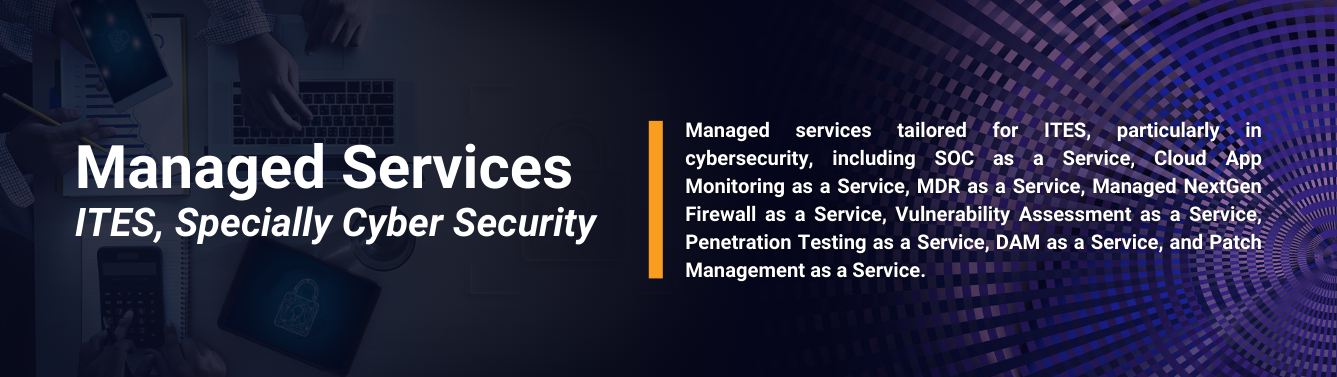 Managed Services
ITES, Specially Cyber Security
Managed services tailored for ITES, particularly in
cybersecurity, including SOC as a Service, Cloud App
Monitoring as a Service, MDR as a Service, Managed NextGen
Firewall as a Service, Vulnerability Assessment as a Service,
Penetration Testing as a Service, DAM as a Service, and Patch
Management as a Service.